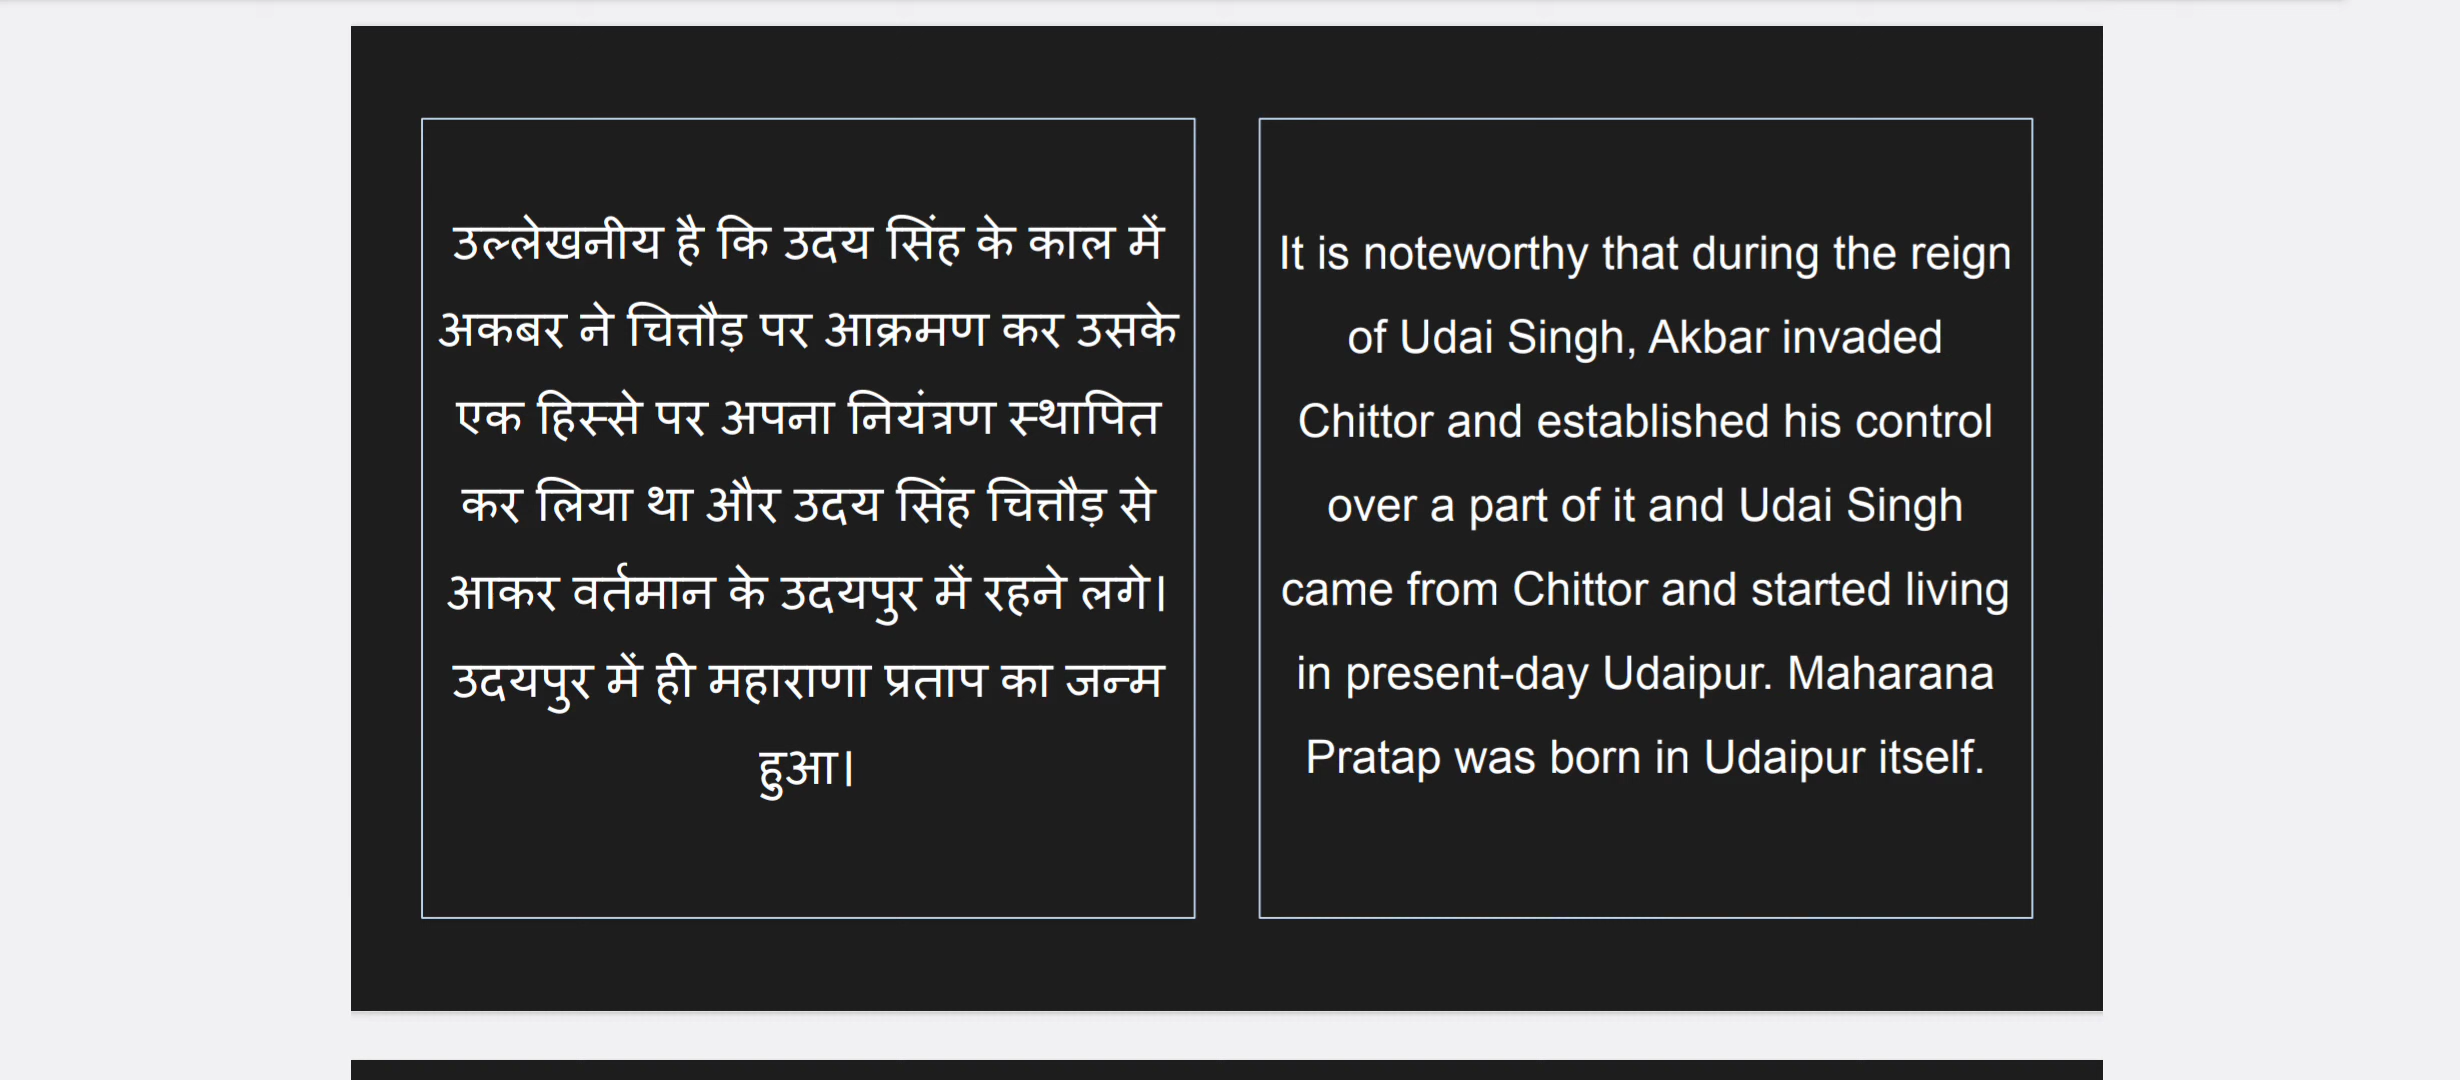 उल्लेखनीय है कि उदय सिंह के काल में
अकबर ने चित्तौड़ पर आक्रमण कर उसके
एक हिस्से पर अपना नियंत्रण स्थापित
कर लिया था और उदय सिंह चित्तौड़ से
आकर वर्तमान के उदयपुर में रहने लगे।
उदयपुर में ही महाराणा प्रताप का जन्म
हुआ।
It is noteworthy that during the reign
of Udai Singh, Akbar invaded
Chittor and established his control
over a part of it and Udai Singh
came from Chittor and started living
in present-day Udaipur. Maharana
Pratap was born in Udaipur itself.